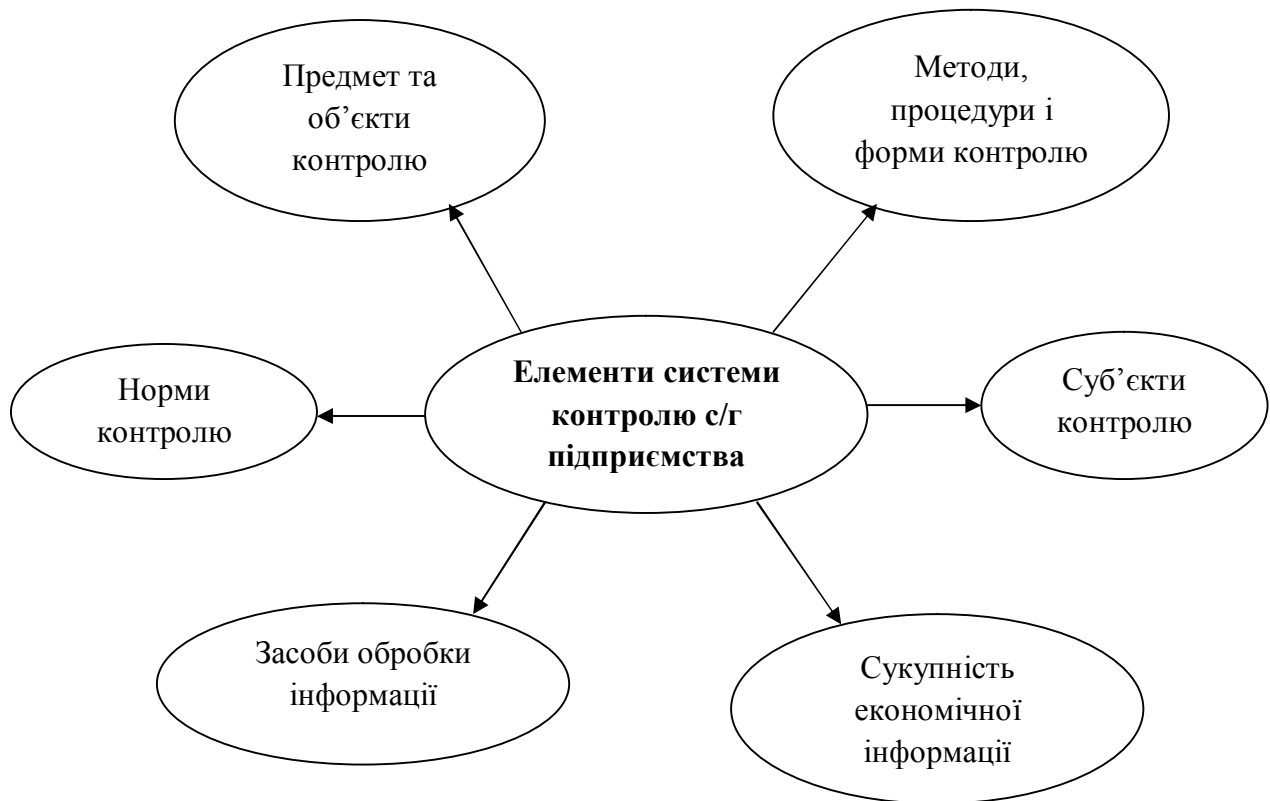 Предмет та
об’єкти
контролю
Методи,
процедури і
форми контролю
Норми
контролю
Елементи системи
контролю с/г
підприємства
Суб’єкти
контролю
Засоби обробки
інформації
Сукупність
економічної
інформації